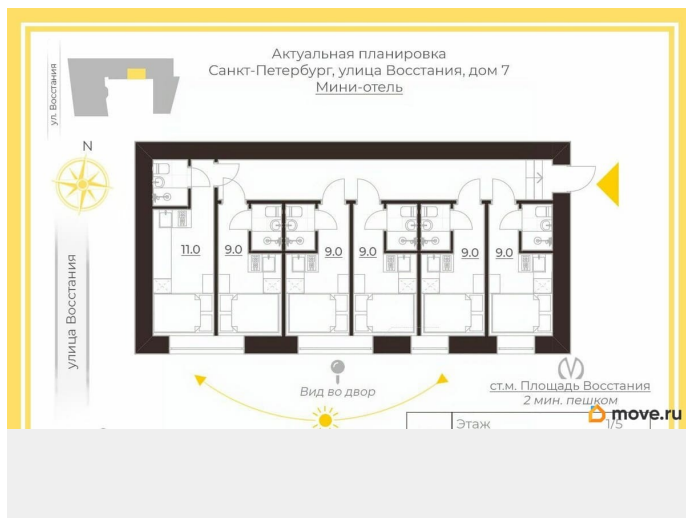 Актуальная планировка
Санкт-Петербург, улица Восстания, дом 7
Мини-отель
ул. Восстания
N
улица Восстания
11.0
9.0
9.0
9.0
9.0
9.0
Вид во двор
ст.м. Площадь Восстания
2 мин. пешком
move.ru
Этаж
1/5